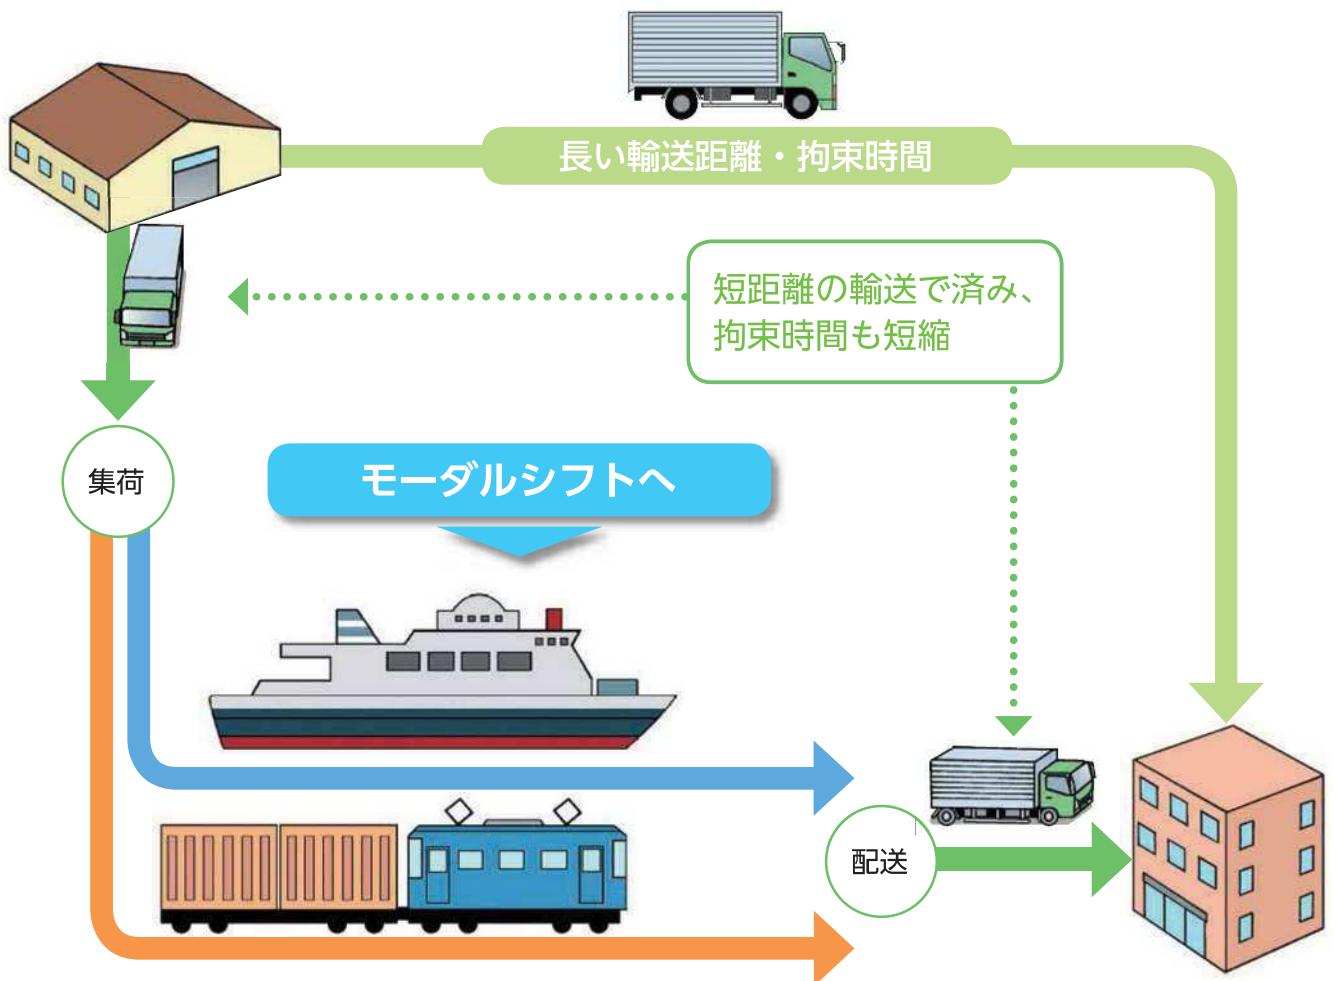 長い輸送距離・拘束時間
短距離の輸送で済み、
拘束時間も短縮
集荷
モーダルシフトへ
配送